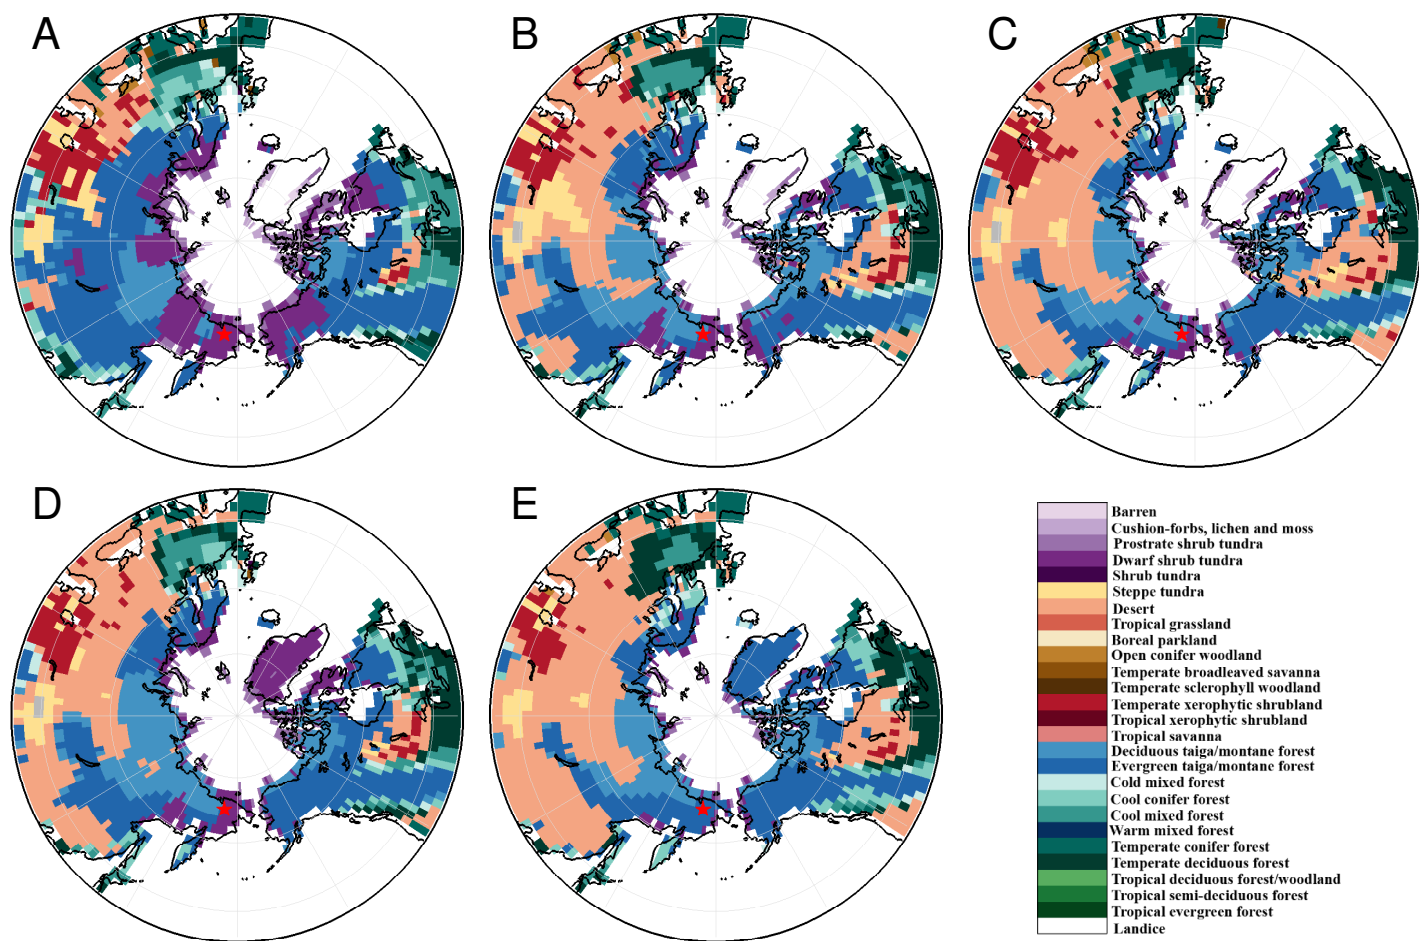 A
B
C
D
E
Barren
Cushion-forbs, lichen and moss
Prostrate shrub tundra
Dwarf shrub tundra
Shrub tundra
Steppe tundra
Desert
Tropical grassland
Boreal parkland
Open conifer woodland
Temperate broadleaved savanna
Temperate sclerophyll woodland
Temperate xerophytic shrubland
Tropical xerophytic shrubland
Tropical savanna
Deciduous taiga/montane forest
Evergreen taiga/montane forest
Cold mixed forest
Cool conifer forest
Cool mixed forest
Warm mixed forest
Temperate conifer forest
Temperate deciduous forest
Tropical deciduous forest/woodland
Tropical semi-deciduous forest
Tropical evergreen forest
Landice